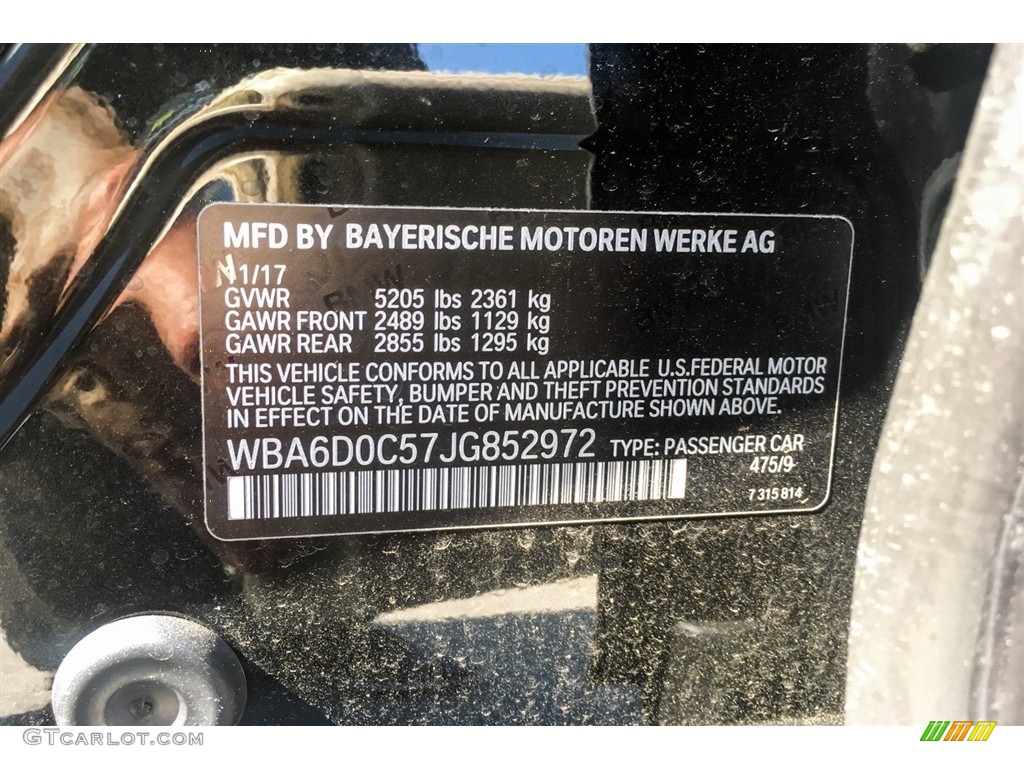 MFD BY BAYERISCHE MOTOREN WERKE AG
11/17
GVWR 5205 lbs 2361 kg
GAWR FRONT 2489 lbs 1129 kg
GAWR REAR 2855 lbs 1295 kg
THIS VEHICLE CONFORMS TO ALL APPLICABLE U.S.FEDERAL MOTOR
VEHICLE SAFETY, BUMPER AND THEFT PREVENTION STANDARDS
IN EFFECT ON THE DATE OF MANUFACTURE SHOWN ABOVE.
WBA6D0C57JG852972 TYPE: PASSENGER CAR
475/9
7 315 814
GTCARLOT.COM